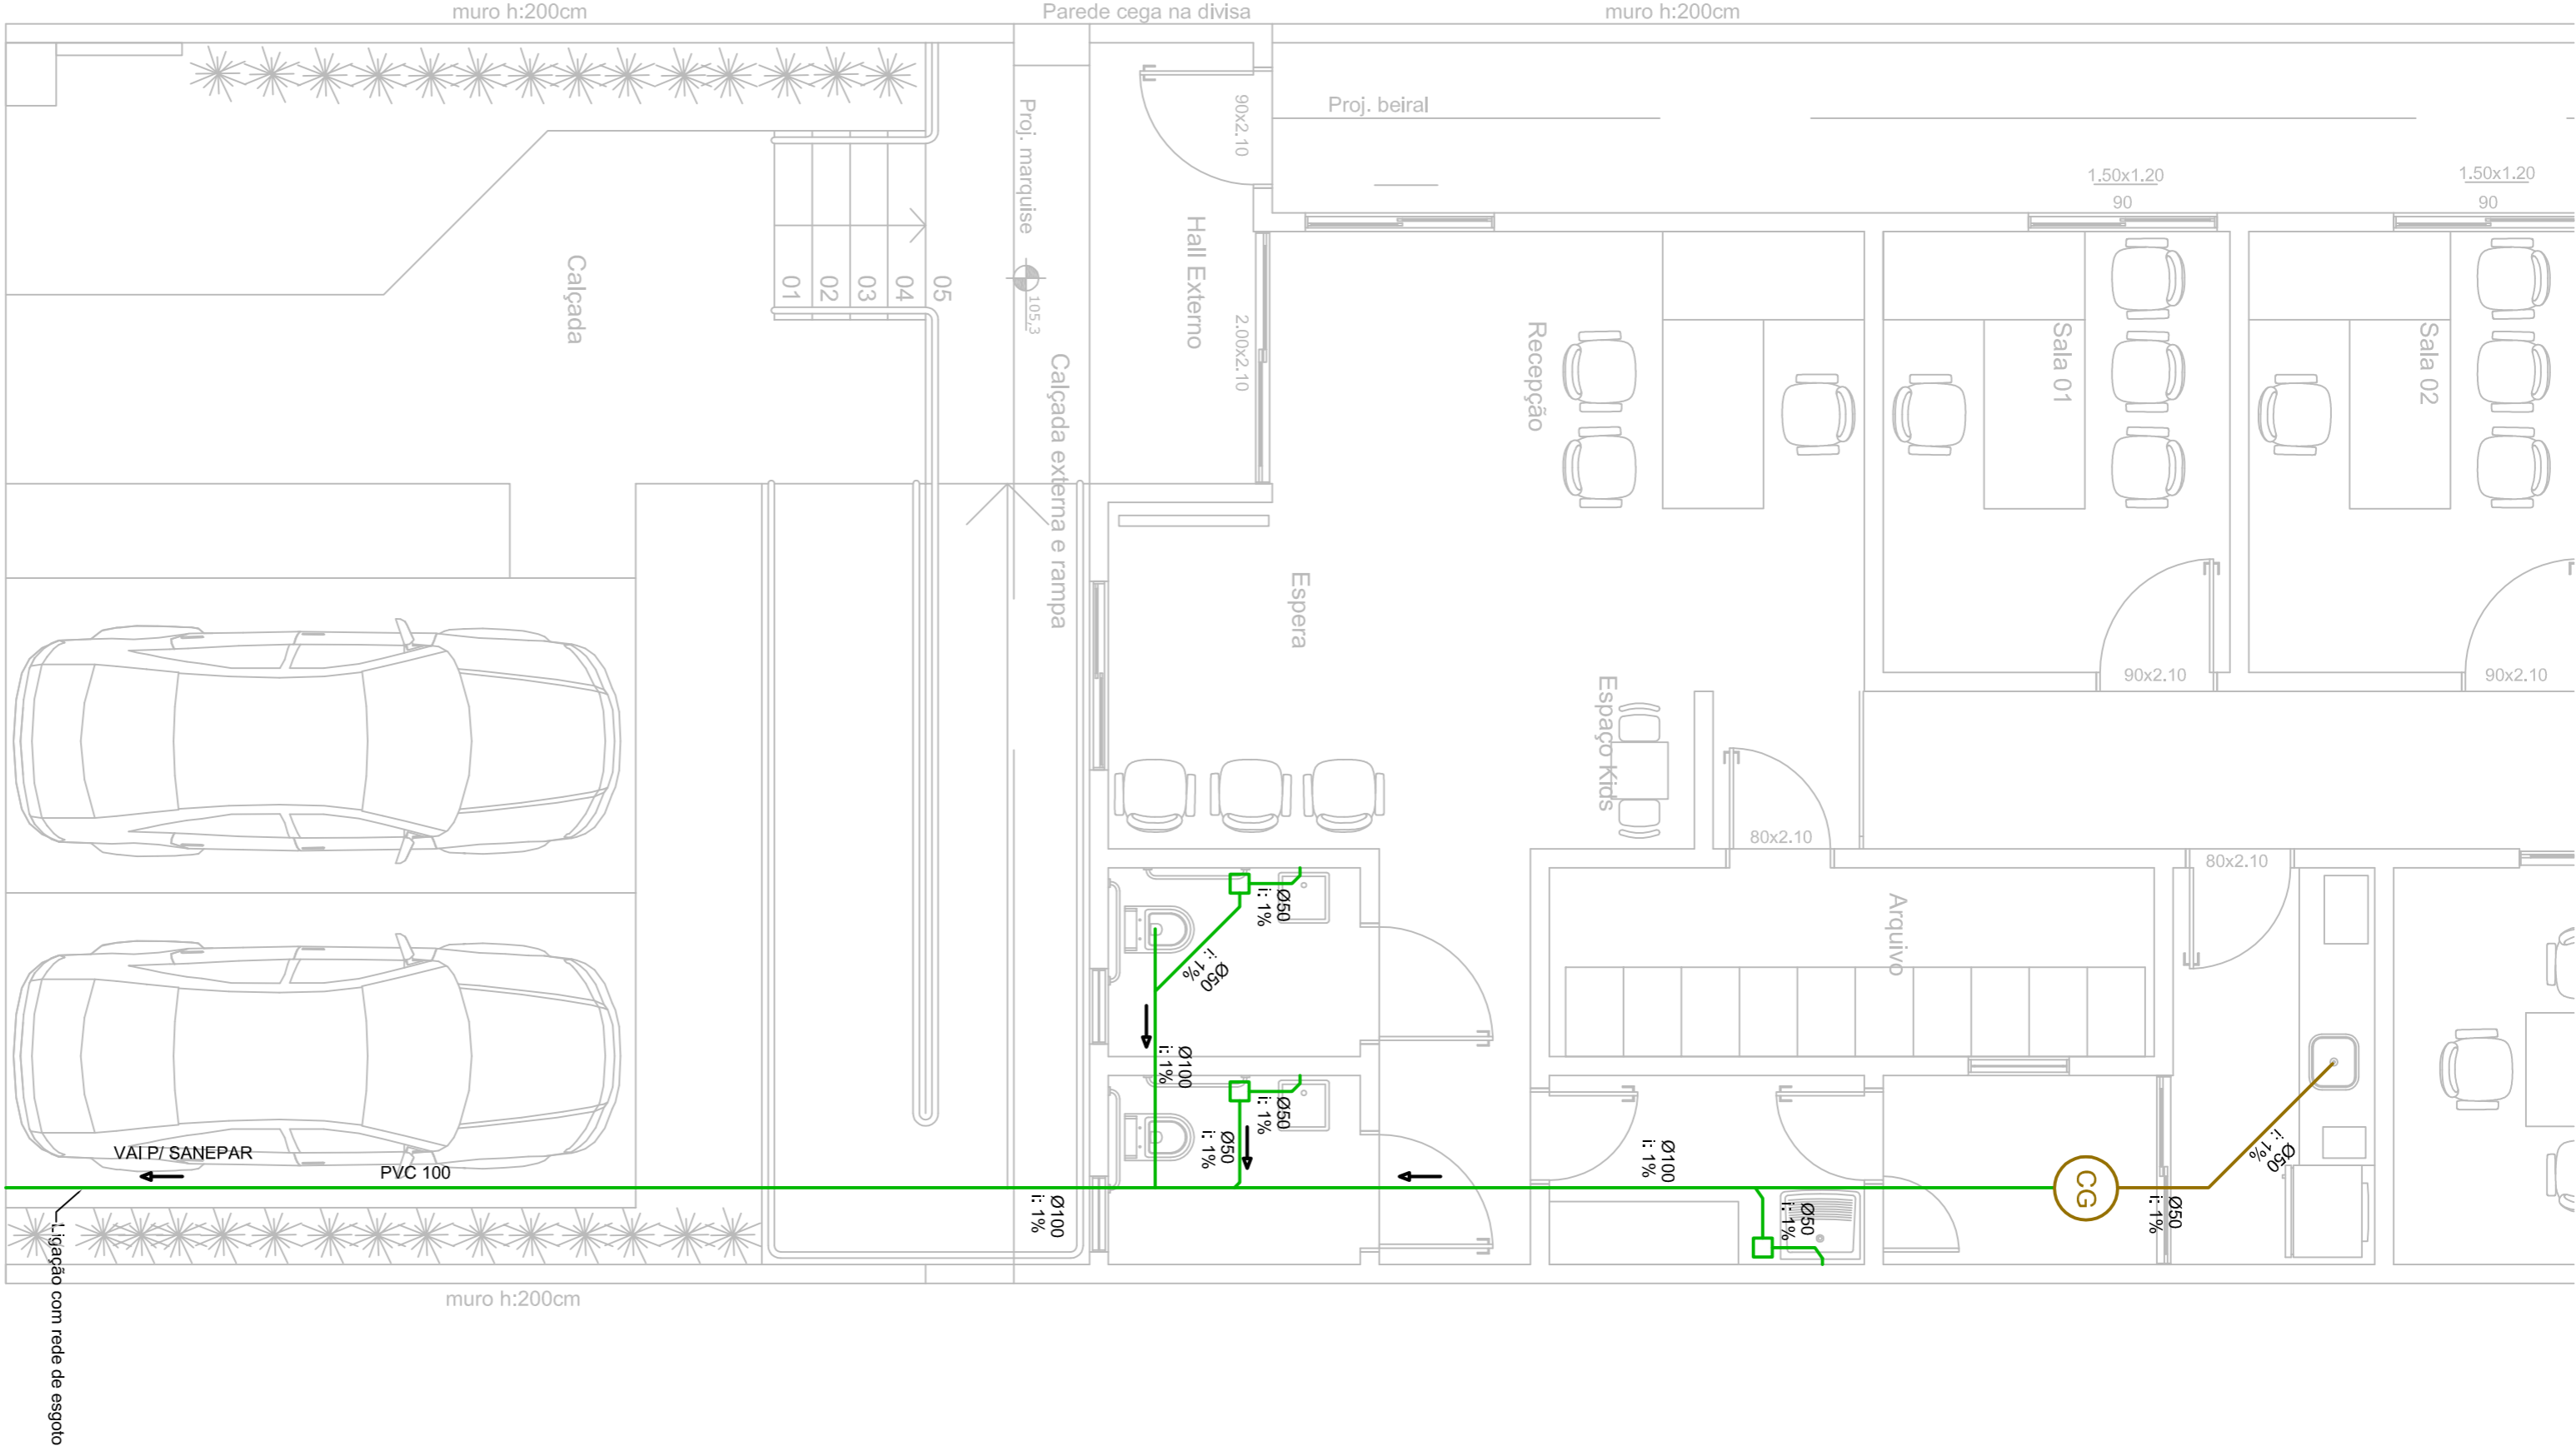 muro h:200cm
Parede cega na divisa
muro h:200cm
Proj. marquise
90x2.10
Proj. beiral
1.50x1.20
90
1.50x1.20
90
Calçada
01
02
03
04
05
105,3
Hall Externo
2.00x2.10
Calçada externa e rampa
Recepção
Sala 01
Sala 02
Espera
Espaço Kids
90x2.10
90x2.10
80x2.10
80x2.10
Arquivo
Ø50
i: 1%
Ø50
i: 1%
Ø100
i: 1%
Ø50
i: 1%
Ø50
i: 1%
Ø100
i: 1%
Ø50
i: 1%
CG
Ø50
i: 1%
Ø50
i: 1%
VAI P/ SANEPAR
PVC 100
Ø100
i: 1%
Ligação com rede de esgoto
muro h:200cm